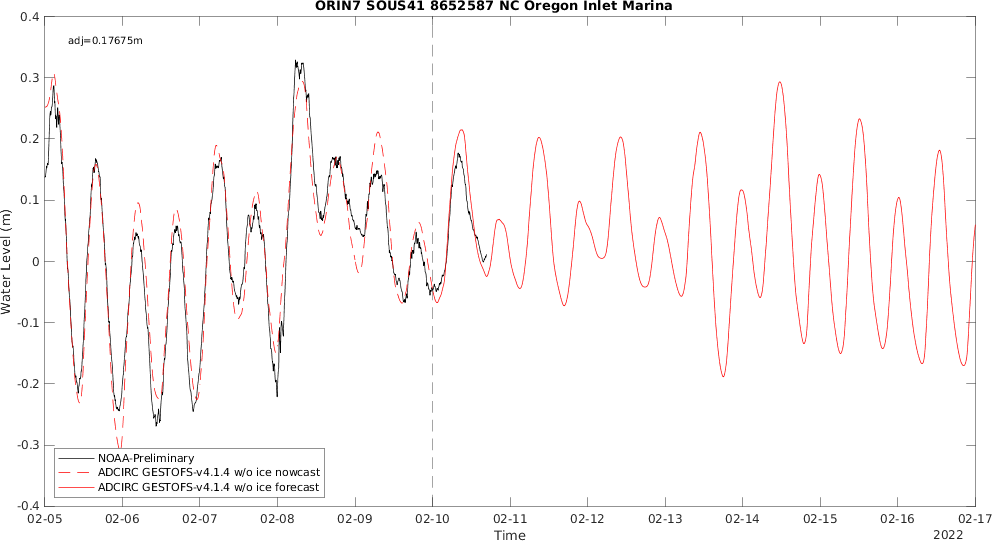 ORIN7 SOUS41 8652587 NC Oregon Inlet Marina
adj=0.17675m
0.4
0.3
0.2
0.1
0
-0.1
-0.2
-0.3
-0.4
Water Level (m)
NOAA-Preliminary
ADCIRC GESTOFS-v4.1.4 w/o ice nowcast
ADCIRC GESTOFS-v4.1.4 w/o ice forecast
02-05 02-06 02-07 02-08 02-09 02-10 02-11 02-12 02-13 02-14 02-15 02-16 02-17
Time
2022